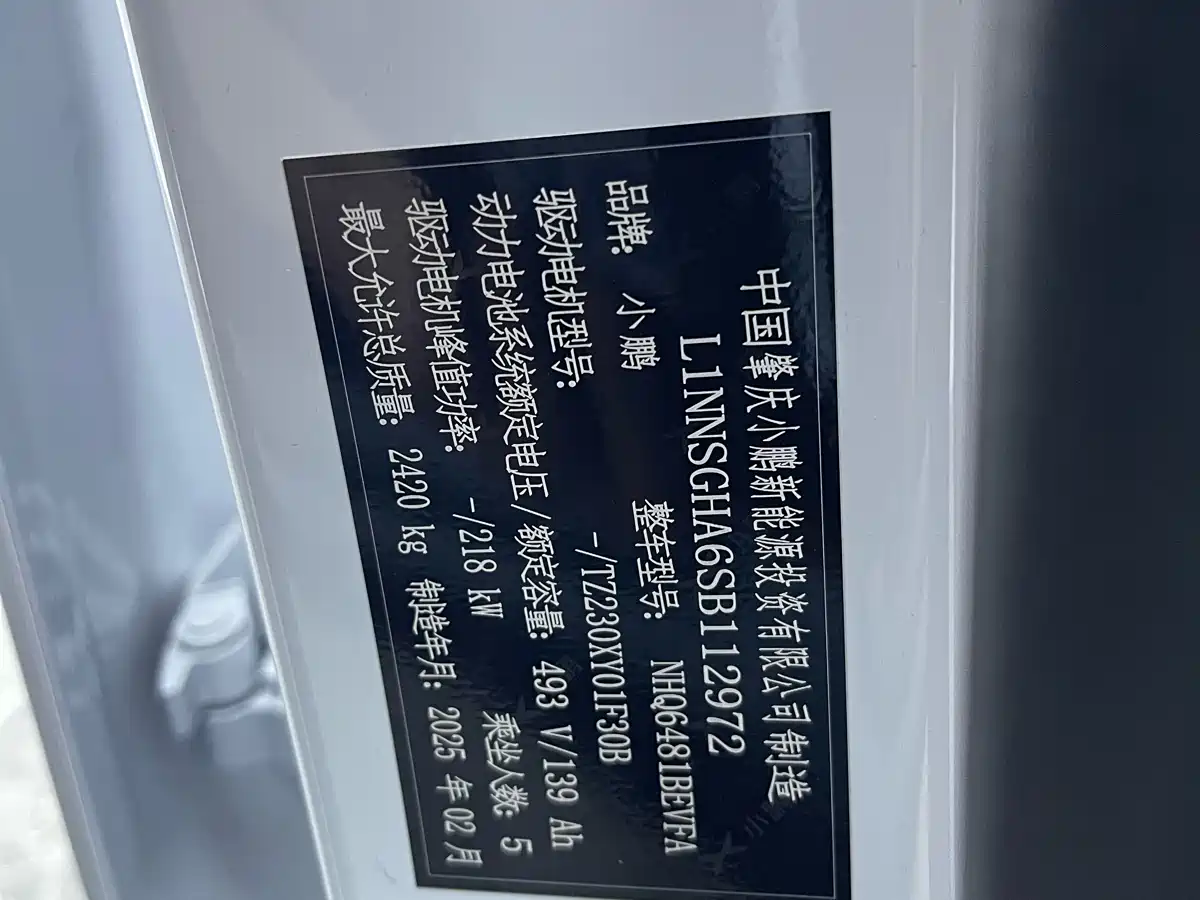 中国肇庆小鹏新能源投资有限公司制造
L1NNSGHA6SB112972
品牌: 小鹏 整车型号: NHQ6481BEVFA
驱动电机型号: -/TZ230XY01F30B
动力电池系统额定电压/额定容量: 493 V/139 Ah
驱动电机峰值功率: -/218 kW 乘坐人数: 5
最大允许总质量: 2420 kg 制造年月: 2025 年 02 月